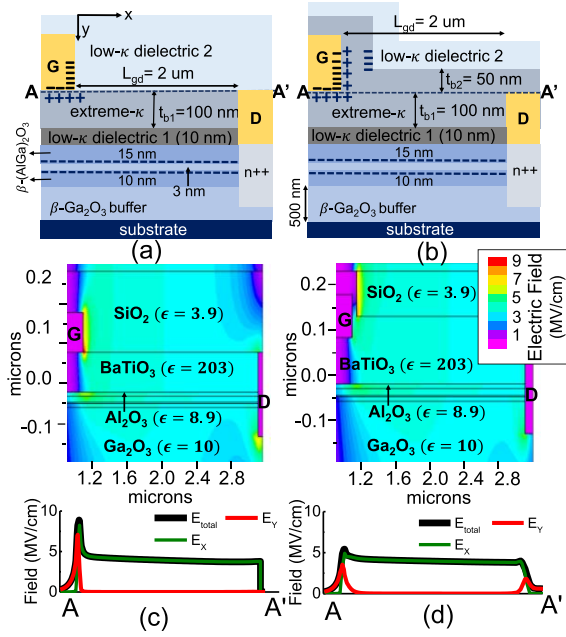 x
y
low-κ dielectric 2
G
L_gd= 2 um
A
A'
++++
extreme-κ
t_b1= 100 nm
D
low-κ dielectric 1 (10 nm)
β-(AlGa)₂O₃
15 nm
10 nm
3 nm
n++
β-Ga₂O₃ buffer
substrate
(a)
L_gd= 2 um
low-κ dielectric 2
G
t_b2= 50 nm
A
A'
++++
extreme-κ
t_b1= 100 nm
D
low-κ dielectric 1 (10 nm)
15 nm
10 nm
n++
500 nm
β-Ga₂O₃ buffer
substrate
(b)
microns
0.2
0.1
0.0
-0.1
SiO₂ (ϵ = 3.9)
G
BaTiO₃ (ϵ = 203)
D
Al₂O₃ (ϵ = 8.9)
Ga₂O₃ (ϵ = 10)
1.2 1.6 2.0 2.4 2.8
microns
microns
0.2
0.1
0.0
-0.1
SiO₂ (ϵ = 3.9)
G
BaTiO₃ (ϵ = 203)
D
Al₂O₃ (ϵ = 8.9)
Ga₂O₃ (ϵ = 10)
1.2 1.6 2.0 2.4 2.8
microns
9
7
5
3
1
Electric Field
(MV/cm)
Field (MV/cm)
10
5
0
E_total
E_Y
E_X
A
A'
(c)
Field (MV/cm)
10
5
0
E_total
E_Y
E_X
A
A'
(d)